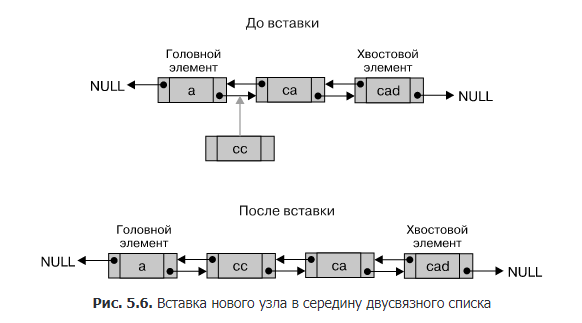 До вставки
Головной
элемент
Хвостовой
элемент
NULL
a
ca
cad
NULL
cc
После вставки
Головной
элемент
Хвостовой
элемент
NULL
a
cc
ca
cad
NULL
Рис. 5.6. Вставка нового узла в середину двусвязного списка